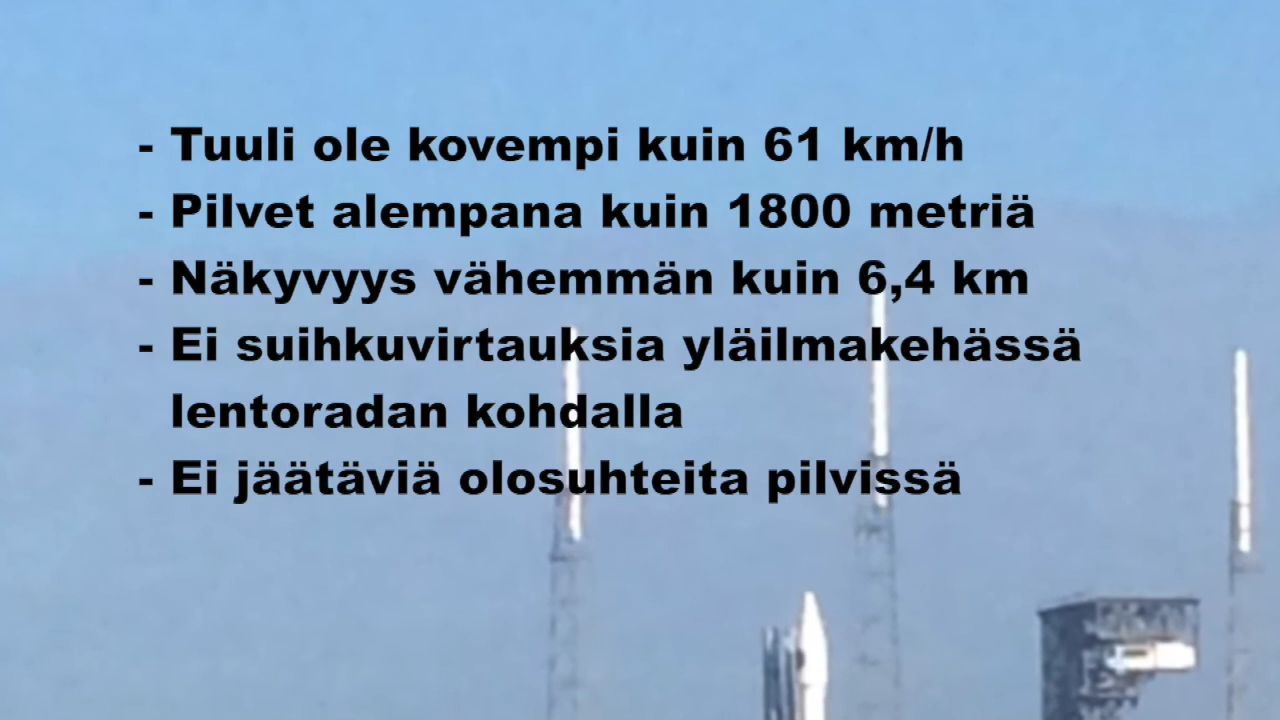 - Tuuli ole kovempi kuin 61 km/h
- Pilvet alempana kuin 1800 metriä
- Näkyvyys vähemmän kuin 6,4 km
- Ei suihkuvirtauksia yläilmakehässä
lentoradan kohdalla
- Ei jäätäviä olosuhteita pilvissä